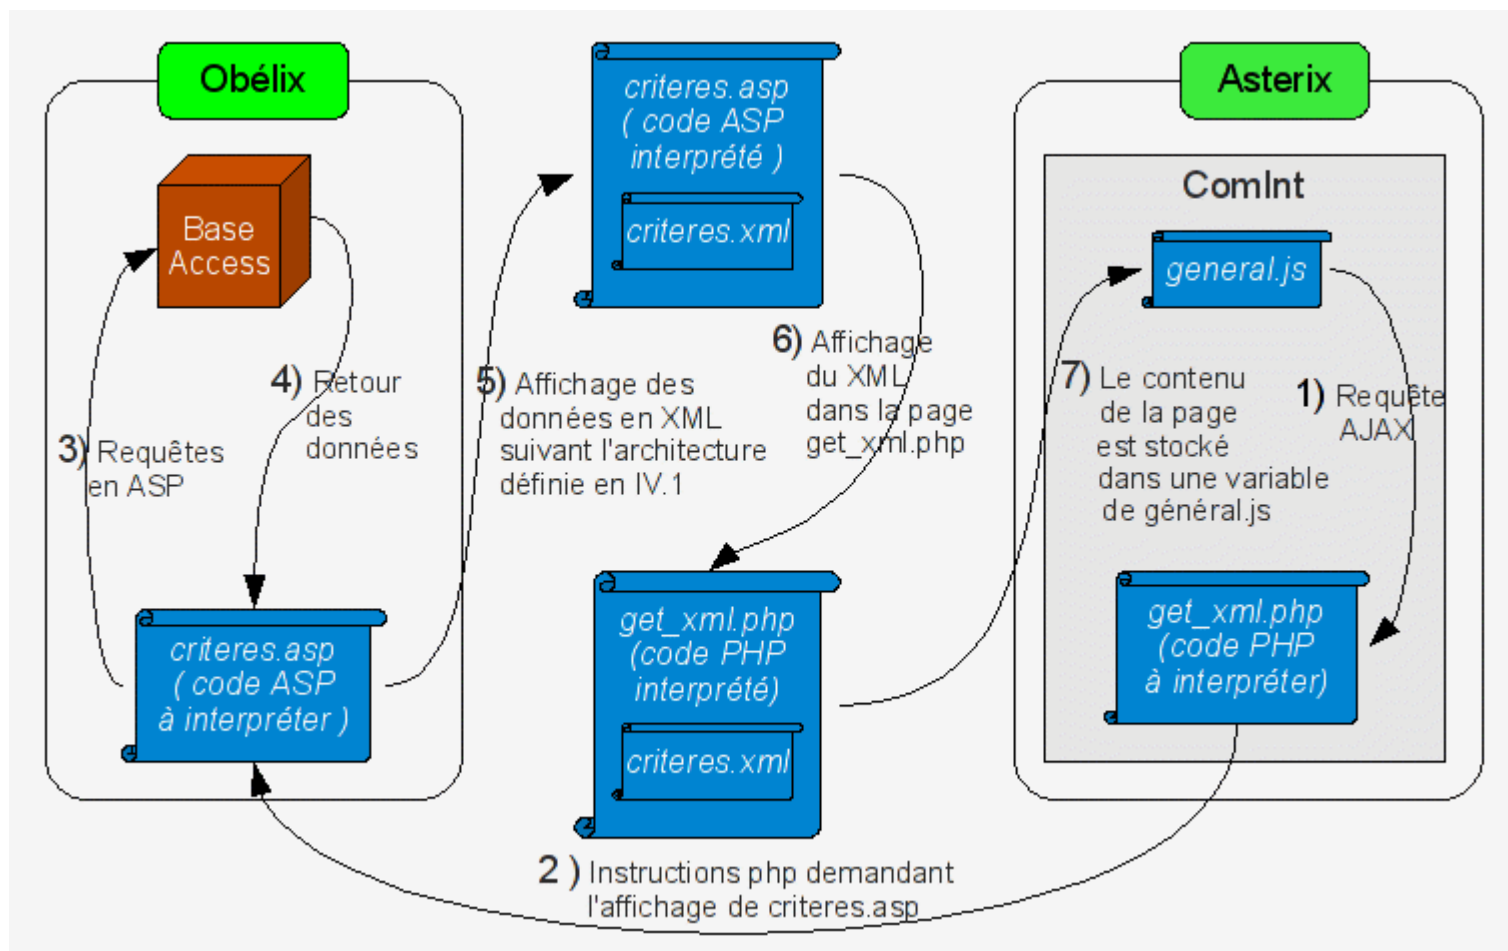 Obélix
Base
Access
3) Requêtes
en ASP
4) Retour
des
données
criteres.asp
( code ASP
à interpréter )
criteres.asp
( code ASP
interprété )
criteres.xml
5) Affichage des
données en XML
suivant l'architecture
définie en IV.1
6) Affichage
du XML
dans la page
get_xml.php
get_xml.php
(code PHP
interprété)
criteres.xml
2 ) Instructions php demandant
l'affichage de criteres.asp
Asterix
ComInt
general.js
7) Le contenu
de la page
est stocké
dans une variable
de général.js
1) Requête
AJAX
get_xml.php
(code PHP
à interpréter)